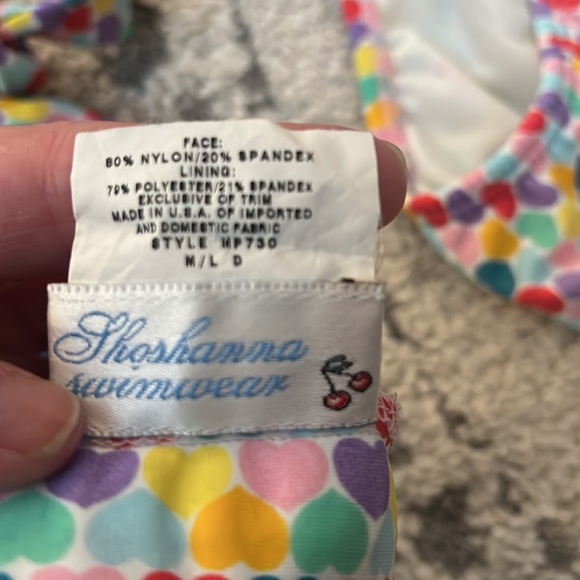 FACE:
80% NYLON/20% SPANDEX
LINING:
79% POLYESTER/21% SPANDEX
EXCLUSIVE OF TRIM
MADE IN U.S.A. OF IMPORTED
AND DOMESTIC FABRIC
STYLE HP730
M/L D
Shoshanna
swimwear